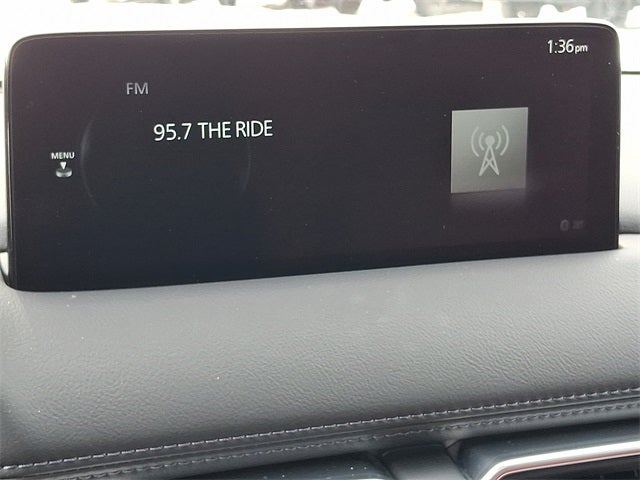 1:36pm
FM
95.7 THE RIDE
MENU